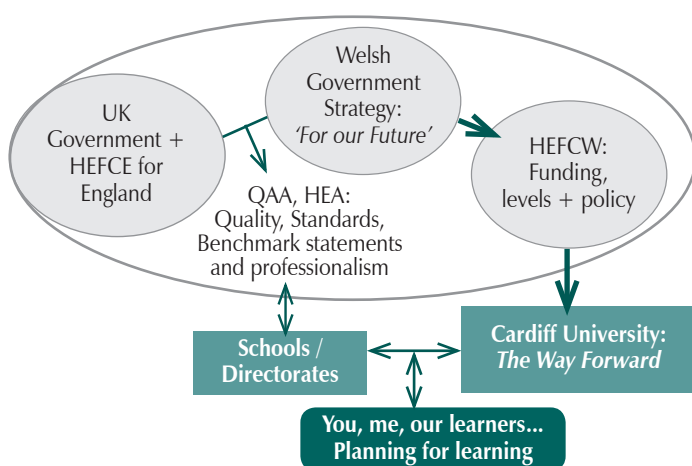 UK
Government +
HEFCE for
England
Welsh
Government
Strategy:
‘For our Future’
HEFCW:
Funding,
levels + policy
QAA, HEA:
Quality, Standards,
Benchmark statements
and professionalism
Schools /
Directorates
Cardiff University:
The Way Forward
You, me, our learners...
Planning for learning